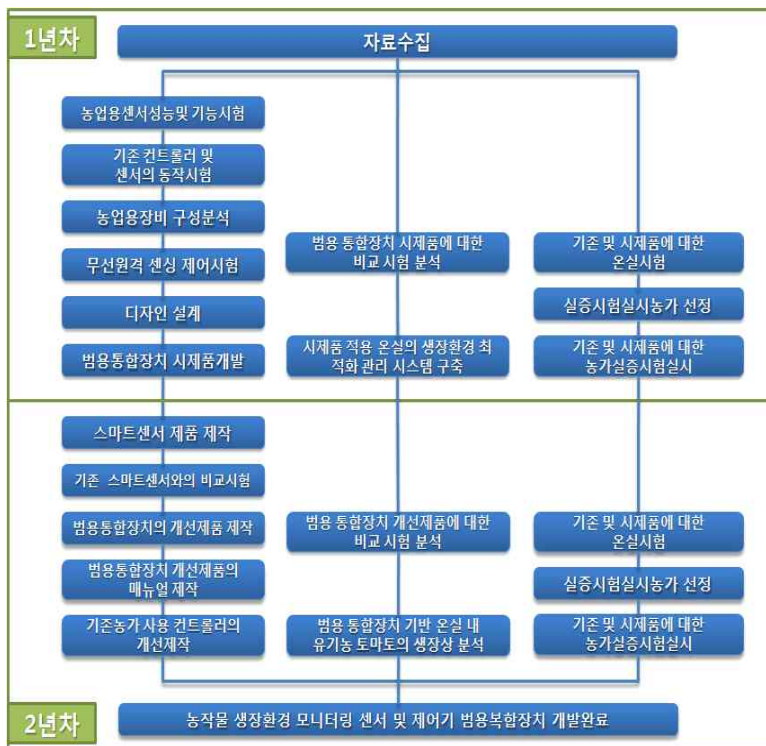 1년차
자료수집
농업용센서성능및 기능시험
기존 컨트롤러 및
센서의 동작시험
농업용장비 구성분석
무선원격 센싱 제어시험
디자인 설계
범용통합장치 시제품개발
범용 통합장치 시제품에 대한
비교 시험 분석
시제품 적용 온실의 생장환경 최
적화 관리 시스템 구축
기존 및 시제품에 대한
온실시험
실증시험실시농가 선정
기존 및 시제품에 대한
농가실증시험실시
스마트센서 제품 제작
기존 스마트센서와의 비교시험
범용통합장치의 개선제품 제작
범용통합장치 개선제품의
매뉴얼 제작
기존농가 사용 컨트롤러의
개선제작
범용 통합장치 개선제품에 대한
비교 시험 분석
범용 통합장치 기반 온실 내
유기농 토마토의 생장상 분석
기존 및 시제품에 대한
온실시험
실증시험실시농가 선정
기존 및 시제품에 대한
농가실증시험실시
2년차
농작물 생장환경 모니터링 센서 및 제어기 범용복합장치 개발완료